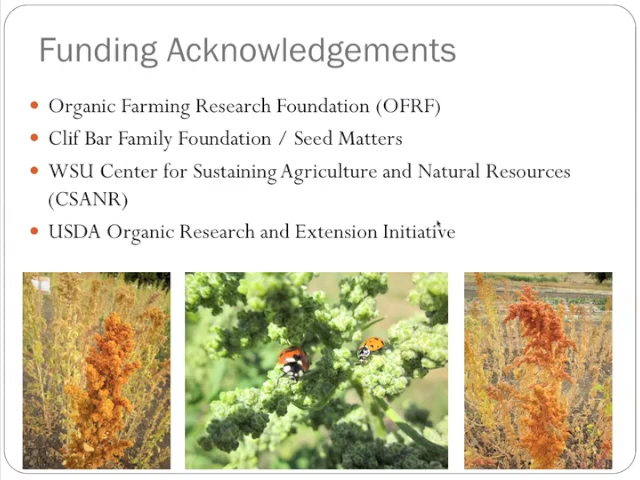 Funding Acknowledgements
Organic Farming Research Foundation (OFRF)
Clif Bar Family Foundation / Seed Matters
WSU Center for Sustaining Agriculture and Natural Resources
(CSANR)
USDA Organic Research and Extension Initiative